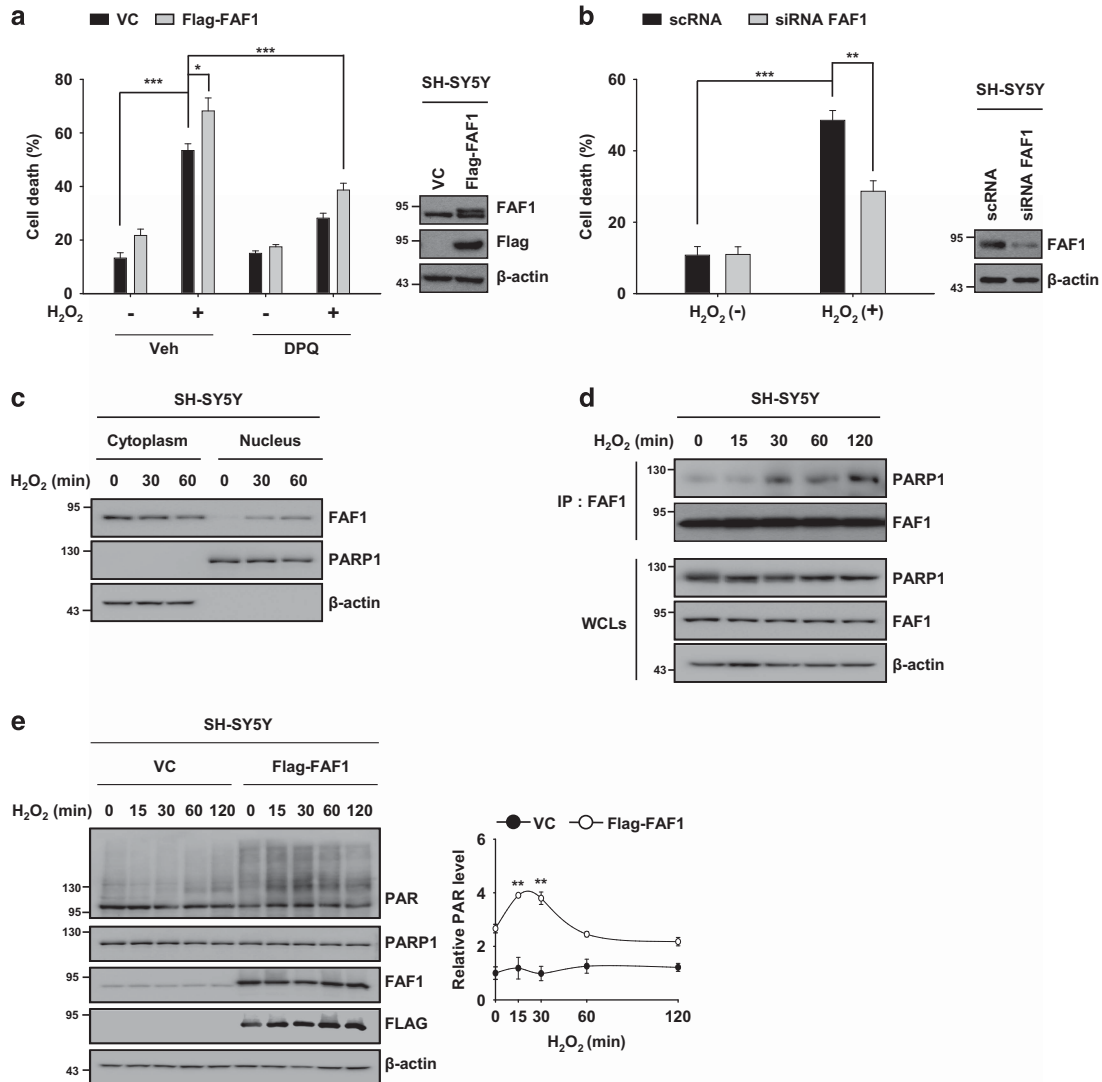 a
VC Flag-FAF1
***
***
*
Cell death (%)
80
60
40
20
0
H₂O₂ - + - +
Veh DPQ
SH-SY5Y
VC Flag-FAF1
95 FAF1
95 Flag
43 β-actin
b
scRNA siRNA FAF1
***
**
Cell death (%)
60
40
20
0
H₂O₂ (-) H₂O₂ (+)
SH-SY5Y
scRNA siRNA FAF1
95 FAF1
43 β-actin
c
SH-SY5Y
Cytoplasm Nucleus
H₂O₂ (min) 0 30 60 0 30 60
95 FAF1
130 PARP1
43 β-actin
d
SH-SY5Y
H₂O₂ (min) 0 15 30 60 120
IP : FAF1
130 PARP1
95 FAF1
WCLs
130 PARP1
95 FAF1
43 β-actin
e
SH-SY5Y
VC Flag-FAF1
H₂O₂ (min) 0 15 30 60 120 0 15 30 60 120
130
95 PAR
130 PARP1
95 FAF1
95 FLAG
43 β-actin
VC Flag-FAF1
Relative PAR level
6
4
2
0
** **
0 15 30 60 120
H₂O₂ (min)